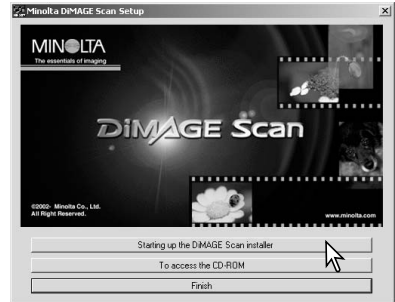 Minolta DiMAGE Scan Setup
MINOLTA
The essentials of imaging
DiMAGE Scan
©2002- Minolta Co., Ltd.
All Right Reserved.
www.minolta.com
Starting up the DiMAGE Scan installer
To access the CD-ROM
Finish